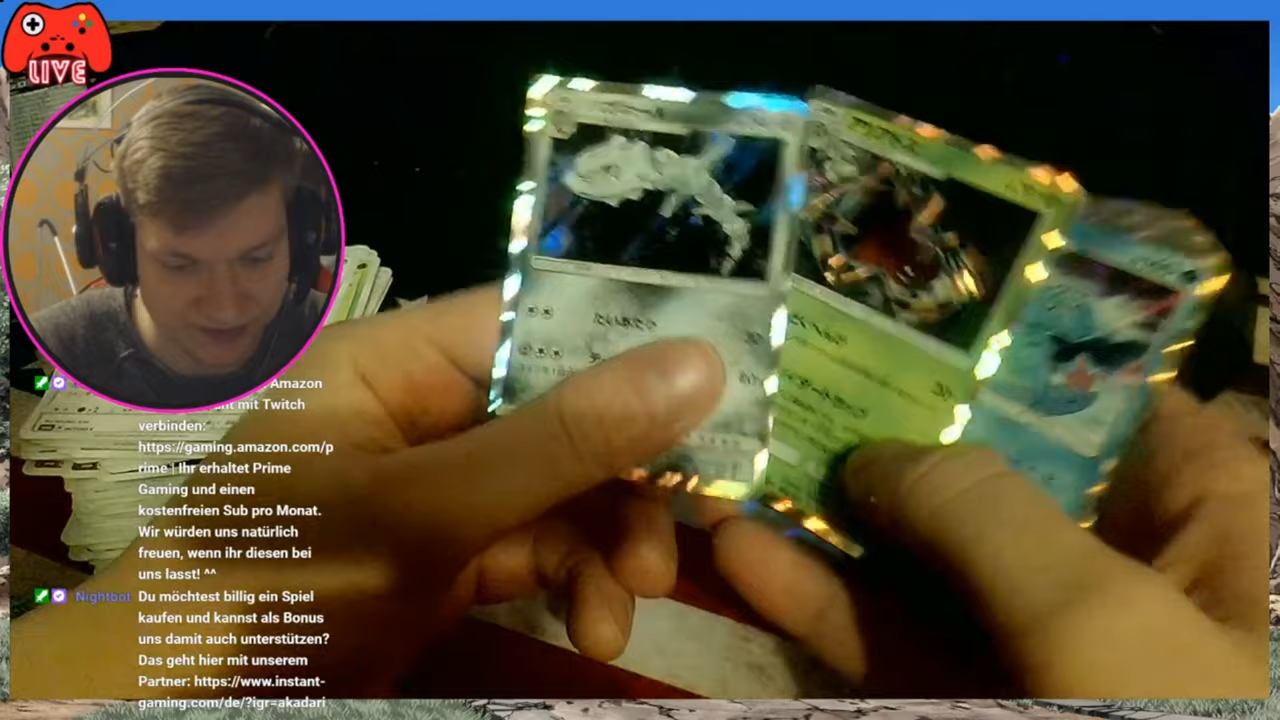 LIVE
Amazon
mit Twitch
verbinden:
https://gaming.amazon.com/p
rime | Ihr erhaltet Prime
Gaming und einen
kostenfreien Sub pro Monat.
Wir würden uns natürlich
freuen, wenn ihr diesen bei
uns lasst! ^^
Nightbot Du möchtest billig ein Spiel
kaufen und kannst als Bonus
uns damit auch unterstützen?
Das geht hier mit unserem
Partner: https://www.instant-
gaming.com/de/?igr=akadari